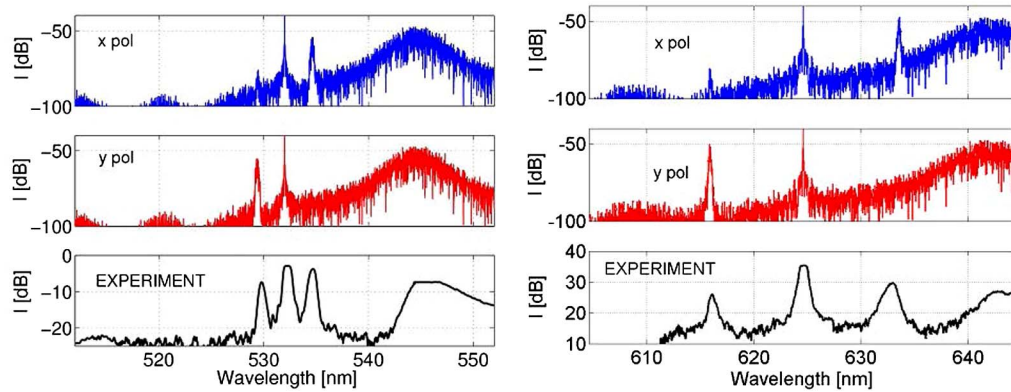 I [dB]
-50
-100
x pol
I [dB]
-50
-100
y pol
I [dB]
0
-10
-20
EXPERIMENT
520 530 540 550
Wavelength [nm]
I [dB]
-50
-100
x pol
I [dB]
-50
-100
y pol
I [dB]
40
30
20
10
EXPERIMENT
610 620 630 640
Wavelength [nm]